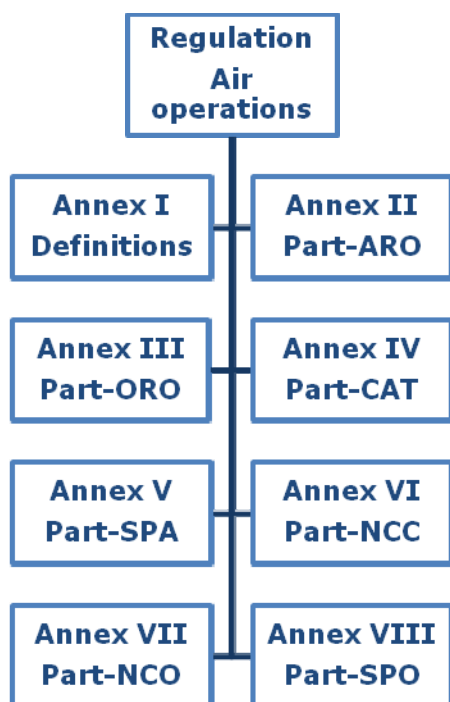 Regulation
Air
operations
Annex I
Definitions
Annex II
Part-ARO
Annex III
Part-ORO
Annex IV
Part-CAT
Annex V
Part-SPA
Annex VI
Part-NCC
Annex VII
Part-NCO
Annex VIII
Part-SPO